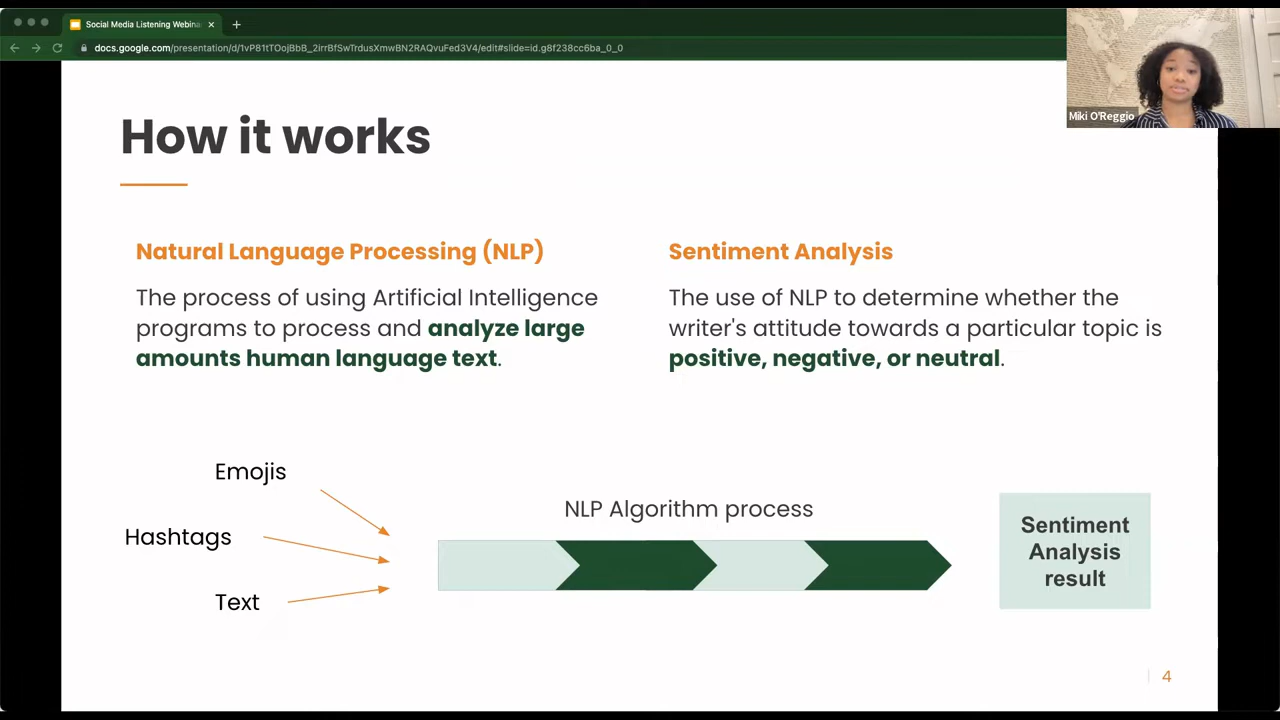 Social Media Listening Webina
docs.google.com/presentation/d/1vP81tTOojBbB_2irrBfSwTrdusXmwBN2RAQvuFed3V4/edit#slide=id.g8f238cc6ba_0_0
Miki O'Reggio
How it works
Natural Language Processing (NLP)
The process of using Artificial Intelligence
programs to process and analyze large
amounts human language text.
Sentiment Analysis
The use of NLP to determine whether the
writer's attitude towards a particular topic is
positive, negative, or neutral.
Emojis
Hashtags
Text
NLP Algorithm process
Sentiment
Analysis
result
4